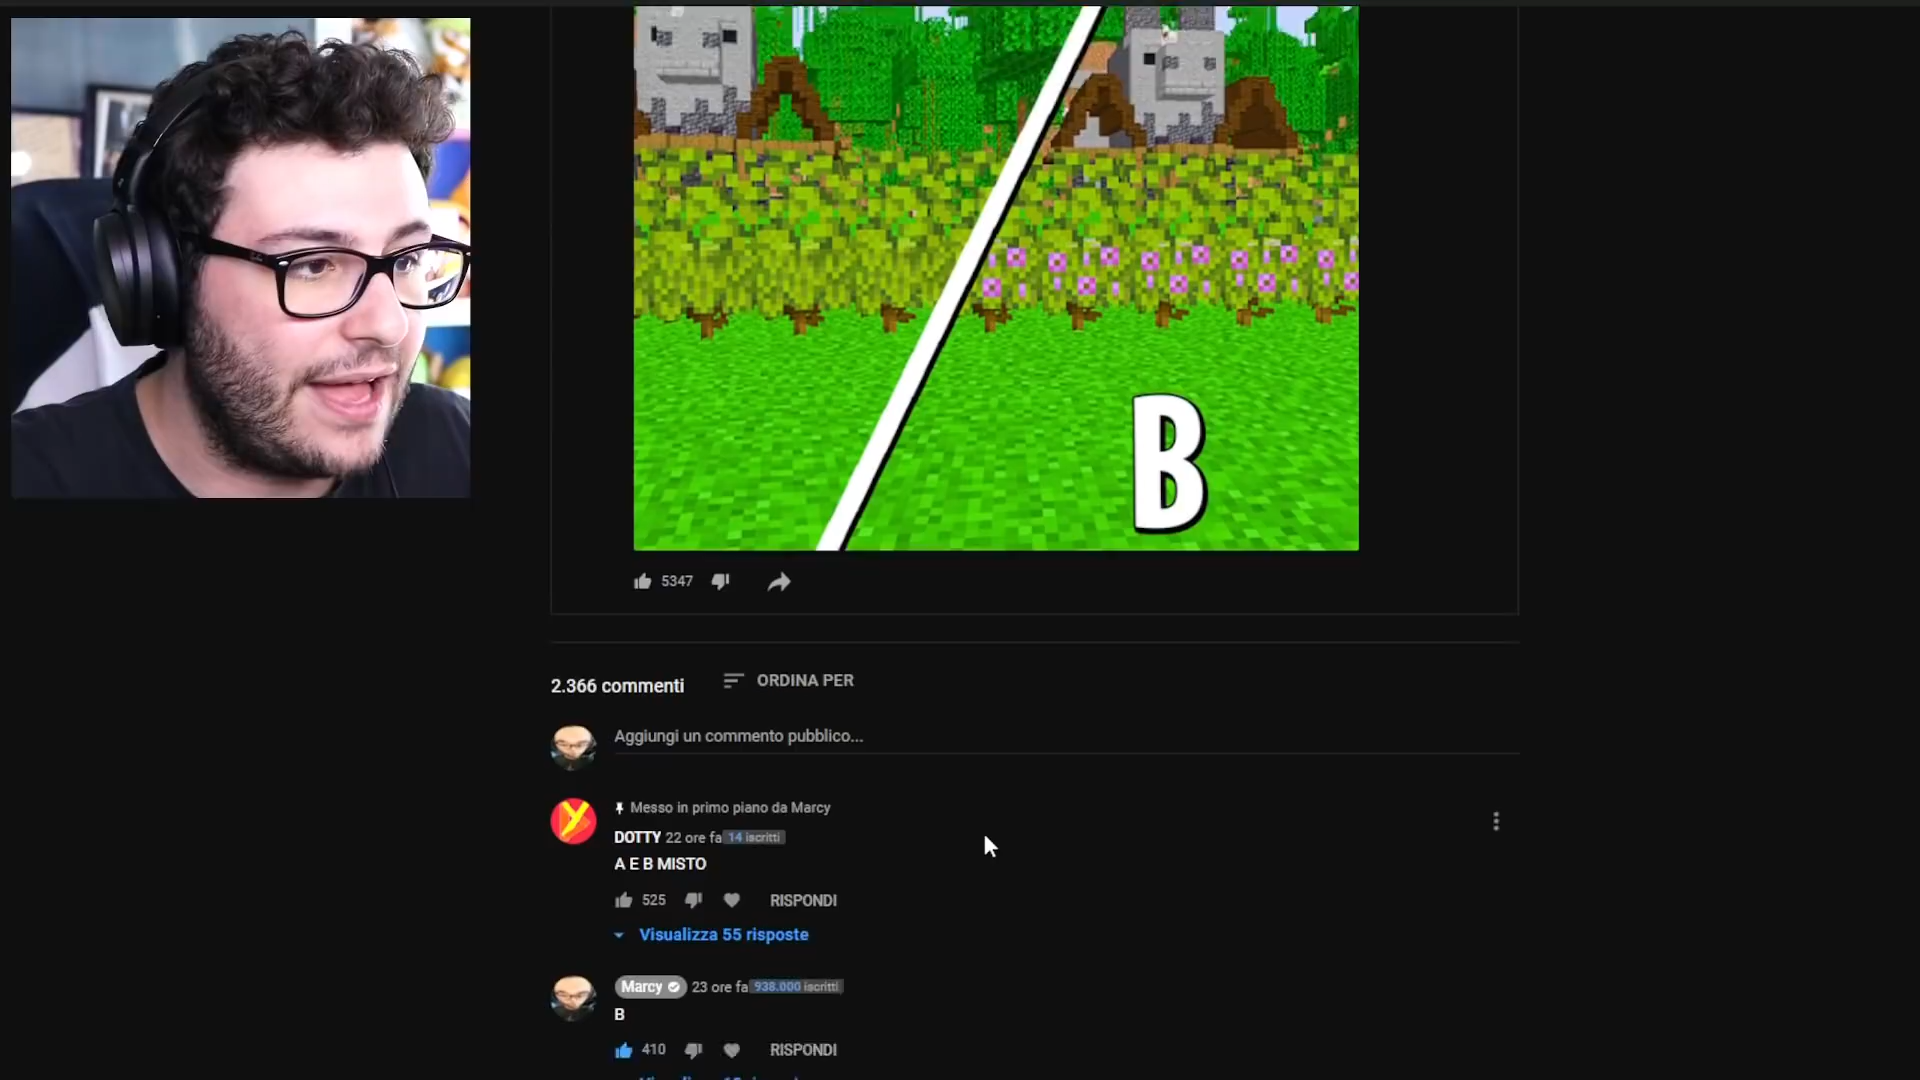 B
5347
2.366 commenti
ORDINA PER
Aggiungi un commento pubblico...
Messo in primo piano da Marcy
DOTTY 22 ore fa 14 iscritti
A E B MISTO
525 RISPONDI
Visualizza 55 risposte
Marcy 23 ore fa 938.000 iscritti
B
410 RISPONDI